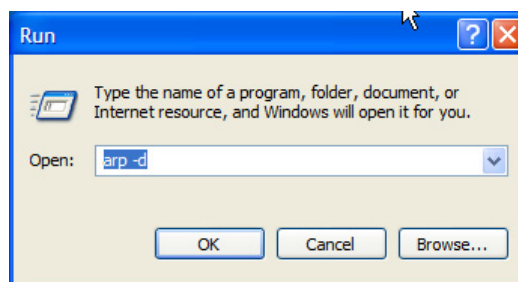 Run
Type the name of a program, folder, document, or
Internet resource, and Windows will open it for you.
Open: arp -d
OK Cancel Browse...